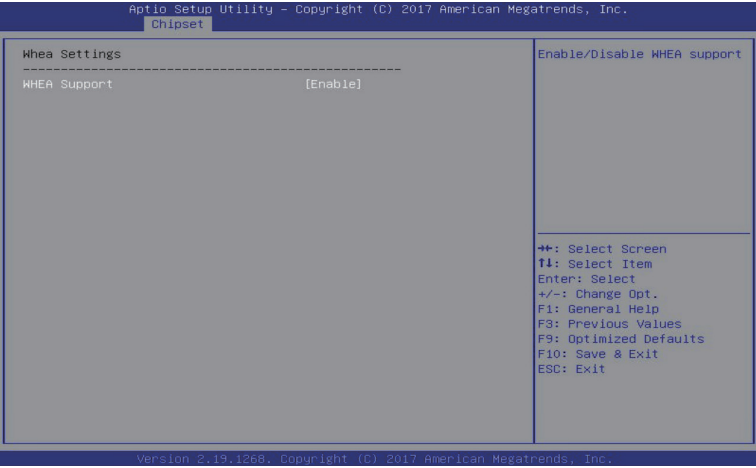 Aptio Setup Utility – Copyright (C) 2017 American Megatrends, Inc.
Chipset
Whea Settings
--------------------------------------------------
WHEA Support [Enable]
Enable/Disable WHEA support
→←: Select Screen
↑↓: Select Item
Enter: Select
+/-: Change Opt.
F1: General Help
F3: Previous Values
F9: Optimized Defaults
F10: Save & Exit
ESC: Exit
Version 2.19.1268. Copyright (C) 2017 American Megatrends, Inc.